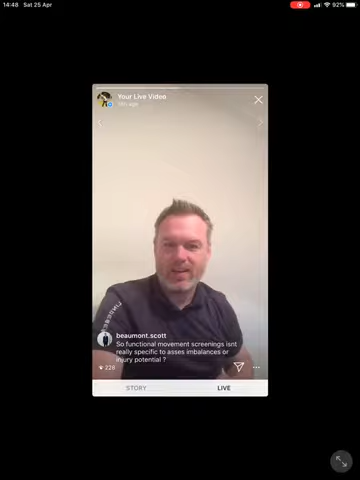 14:48 Sat 25 Apr
92%
Your Live Video
beaumont.scott
So functional movement screenings isnt
really specific to asses imbalances or
injury potential ?
228
STORY
LIVE